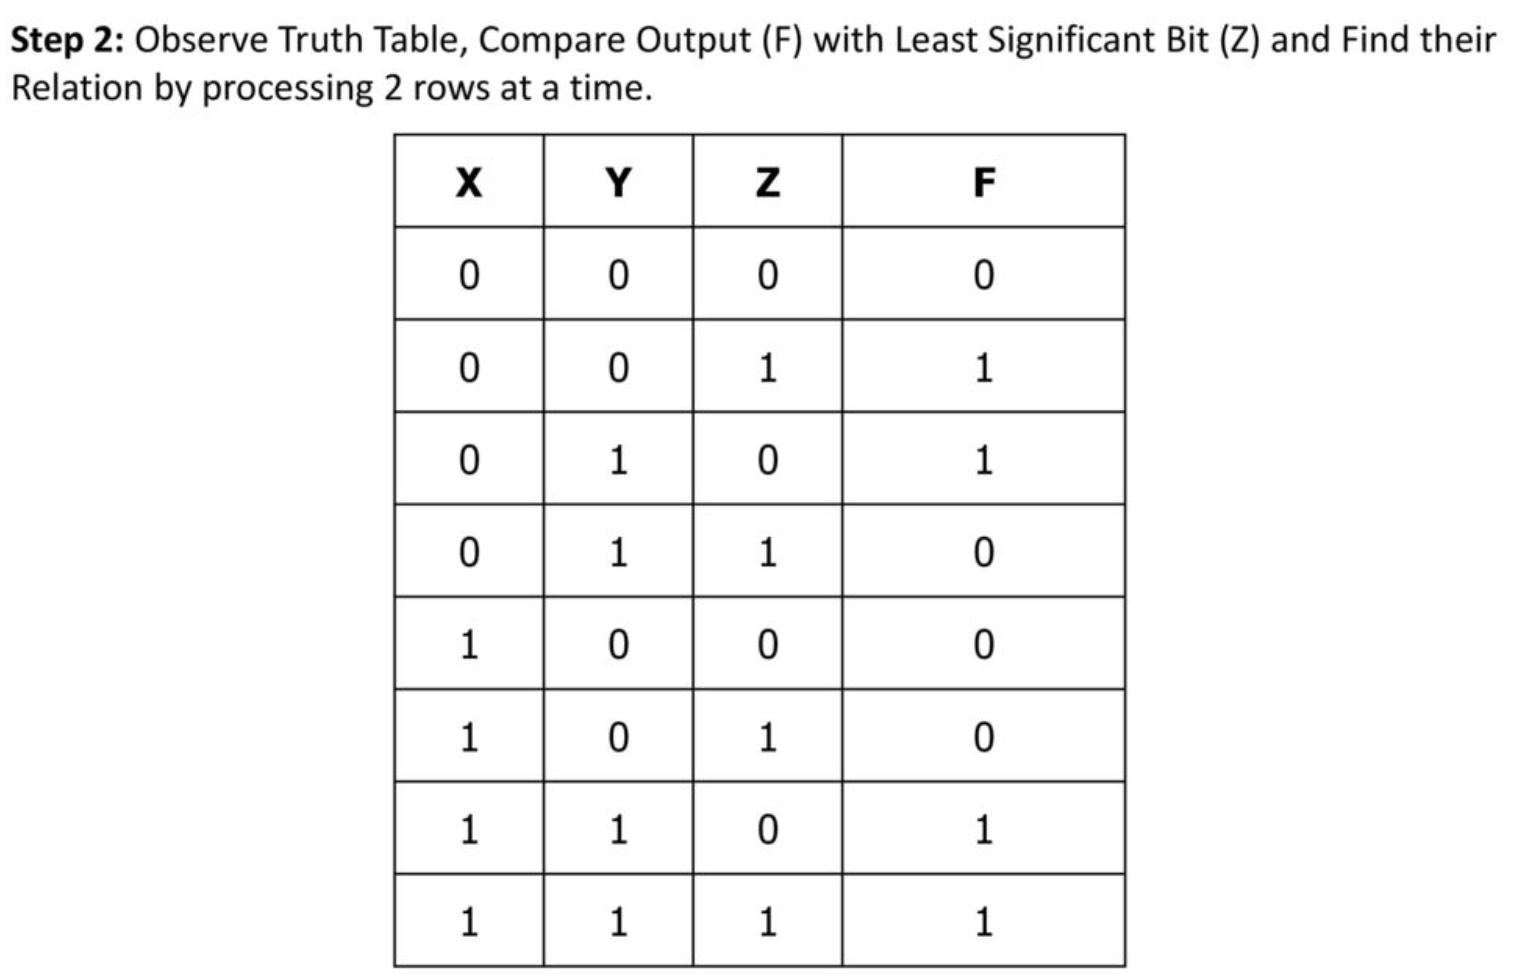 Step 2: Observe Truth Table, Compare Output (F) with Least Significant Bit (Z) and Find their
Relation by processing 2 rows at a time.
X Y Z F
0 0 0 0
0 0 1 1
0 1 0 1
0 1 1 0
1 0 0 0
1 0 1 0
1 1 0 1
1 1 1 1